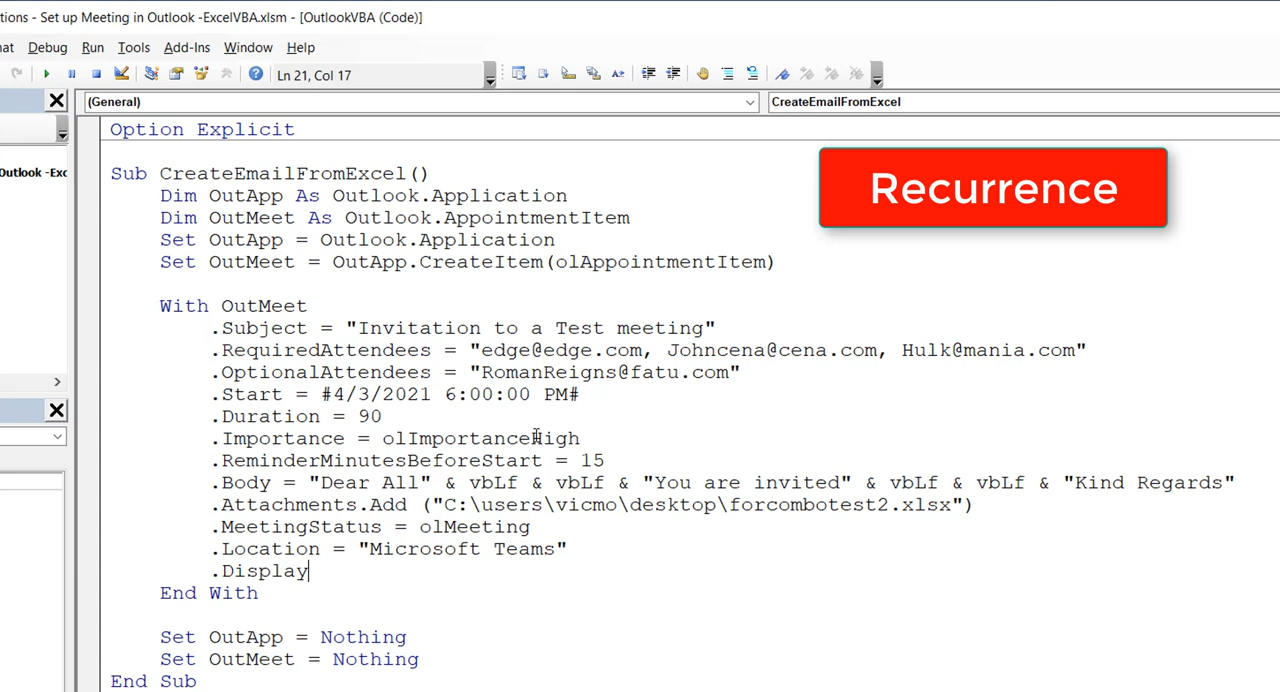 tions - Set up Meeting in Outlook -ExcelVBA.xlsm - [OutlookVBA (Code)]
nat Debug Run Tools Add-Ins Window Help
Ln 21, Col 17
(General) CreateEmailFromExcel
Outlook -Exc
Recurrence
Option Explicit
Sub CreateEmailFromExcel()
Dim OutApp As Outlook.Application
Dim OutMeet As Outlook.AppointmentItem
Set OutApp = Outlook.Application
Set OutMeet = OutApp.CreateItem(olAppointmentItem)
With OutMeet
.Subject = "Invitation to a Test meeting"
.RequiredAttendees = "edge@edge.com, Johncena@cena.com, Hulk@mania.com"
.OptionalAttendees = "RomanReigns@fatu.com"
.Start = #4/3/2021 6:00:00 PM#
.Duration = 90
.Importance = olImportanceHigh
.ReminderMinutesBeforeStart = 15
.Body = "Dear All" & vbLf & vbLf & "You are invited" & vbLf & vbLf & "Kind Regards"
.Attachments.Add ("C:\users\vicmo\desktop\forcombotest2.xlsx")
.MeetingStatus = olMeeting
.Location = "Microsoft Teams"
.Display
End With
Set OutApp = Nothing
Set OutMeet = Nothing
End Sub